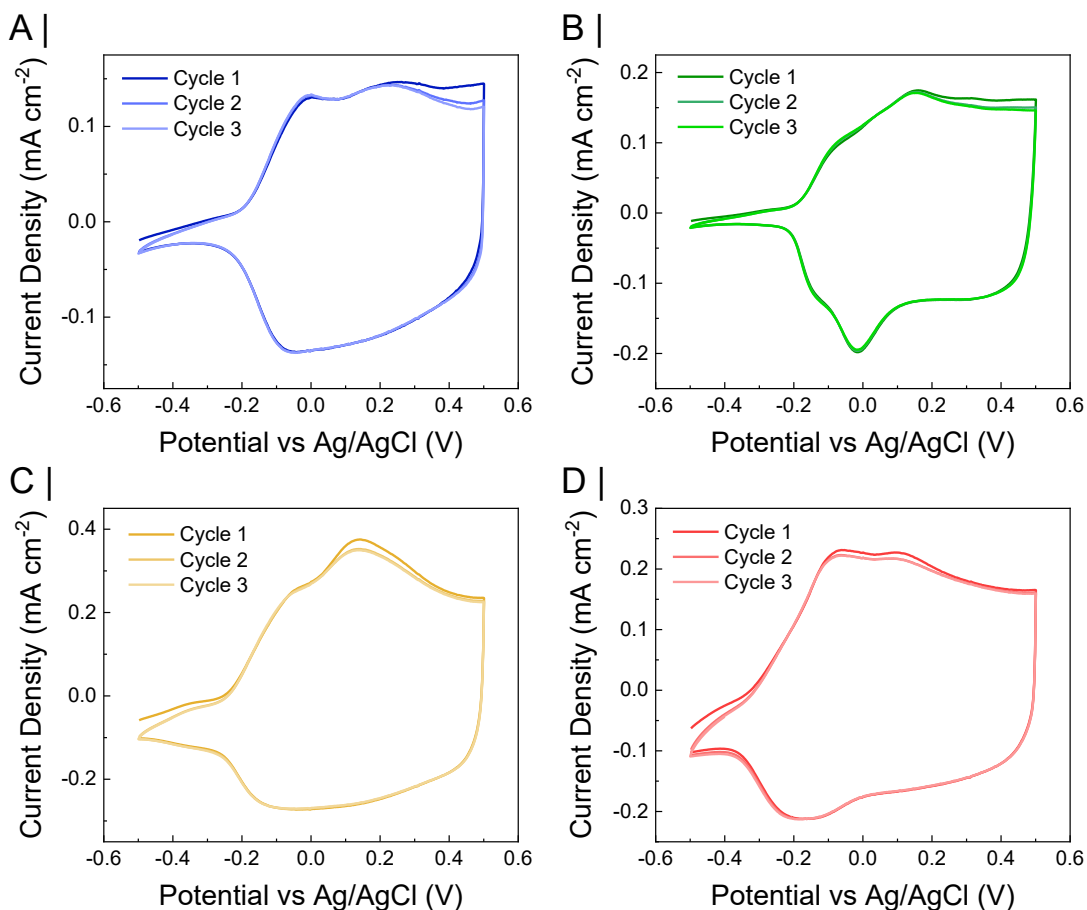 A |
Current Density (mA cm-2)
0.1
0.0
-0.1
Cycle 1
Cycle 2
Cycle 3
-0.6 -0.4 -0.2 0.0 0.2 0.4 0.6
Potential vs Ag/AgCl (V)
B |
Current Density (mA cm-2)
0.2
0.1
0.0
-0.1
-0.2
Cycle 1
Cycle 2
Cycle 3
-0.6 -0.4 -0.2 0.0 0.2 0.4 0.6
Potential vs Ag/AgCl (V)
C |
Current Density (mA cm-2)
0.4
0.2
0.0
-0.2
Cycle 1
Cycle 2
Cycle 3
-0.6 -0.4 -0.2 0.0 0.2 0.4 0.6
Potential vs Ag/AgCl (V)
D |
Current Density (mA cm-2)
0.3
0.2
0.1
0.0
-0.1
-0.2
Cycle 1
Cycle 2
Cycle 3
-0.6 -0.4 -0.2 0.0 0.2 0.4 0.6
Potential vs Ag/AgCl (V)